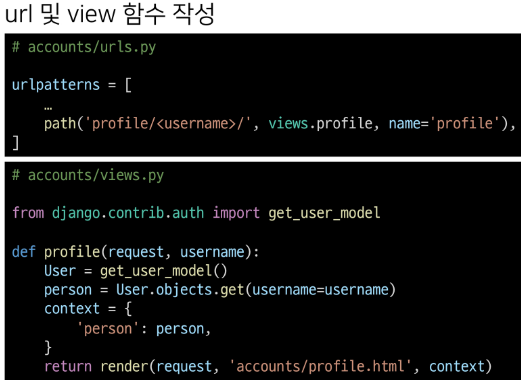 url 및 view 함수 작성
# accounts/urls.py
urlpatterns = [
    …
    path('profile/<username>/', views.profile, name='profile'),
]
# accounts/views.py
from django.contrib.auth import get_user_model
def profile(request, username):
    User = get_user_model()
    person = User.objects.get(username=username)
    context = {
        'person': person,
    }
    return render(request, 'accounts/profile.html', context)